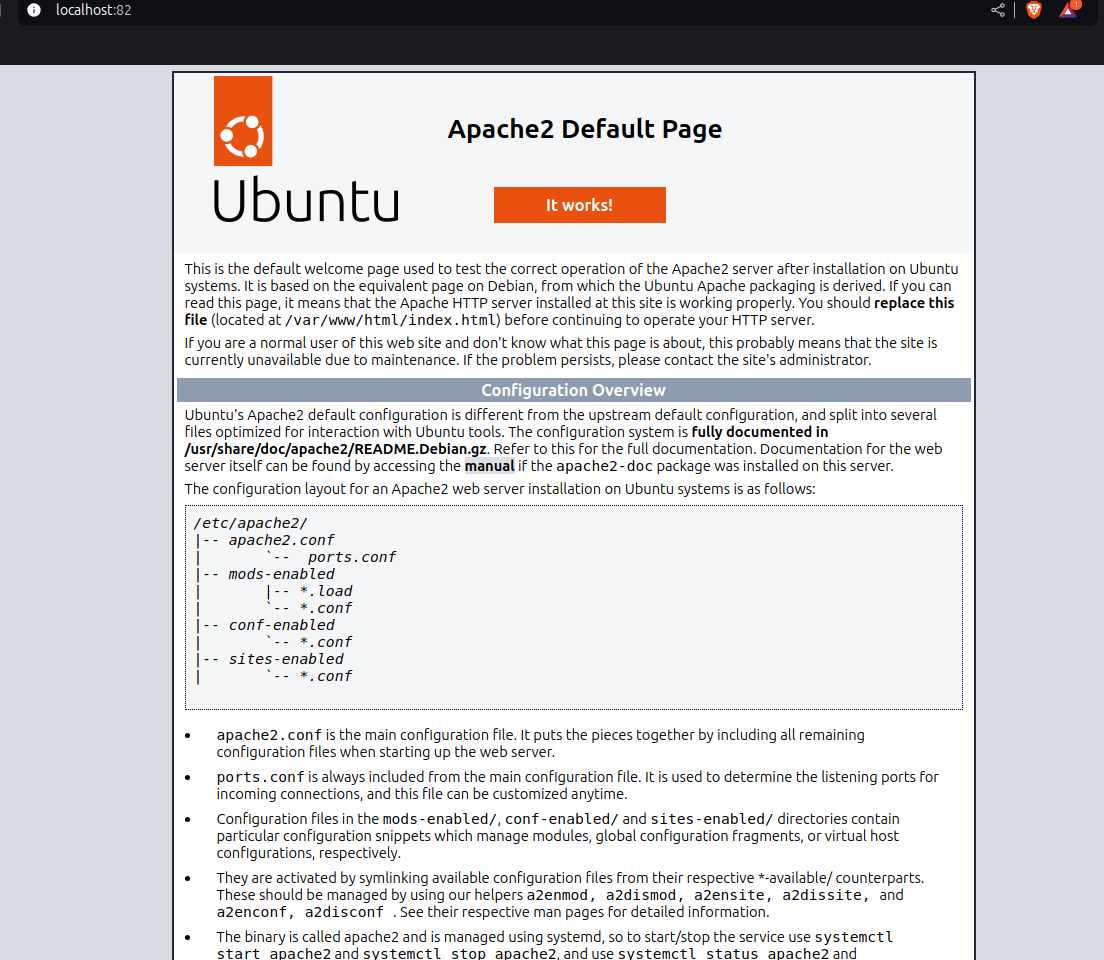 localhost:82
1
Apache2 Default Page
Ubuntu
It works!
This is the default welcome page used to test the correct operation of the Apache2 server after installation on Ubuntu
systems. It is based on the equivalent page on Debian, from which the Ubuntu Apache packaging is derived. If you can
read this page, it means that the Apache HTTP server installed at this site is working properly. You should replace this
file (located at /var/www/html/index.html) before continuing to operate your HTTP server.
If you are a normal user of this web site and don't know what this page is about, this probably means that the site is
currently unavailable due to maintenance. If the problem persists, please contact the site's administrator.
Configuration Overview
Ubuntu's Apache2 default configuration is different from the upstream default configuration, and split into several
files optimized for interaction with Ubuntu tools. The configuration system is fully documented in
/usr/share/doc/apache2/README.Debian.gz. Refer to this for the full documentation. Documentation for the web
server itself can be found by accessing the manual if the apache2-doc package was installed on this server.
The configuration layout for an Apache2 web server installation on Ubuntu systems is as follows:
/etc/apache2/
|-- apache2.conf
|       `--  ports.conf
|-- mods-enabled
|       |-- *.load
|       `-- *.conf
|-- conf-enabled
|       `-- *.conf
|-- sites-enabled
|       `-- *.conf
• apache2.conf is the main configuration file. It puts the pieces together by including all remaining
configuration files when starting up the web server.
• ports.conf is always included from the main configuration file. It is used to determine the listening ports for
incoming connections, and this file can be customized anytime.
• Configuration files in the mods-enabled/, conf-enabled/ and sites-enabled/ directories contain
particular configuration snippets which manage modules, global configuration fragments, or virtual host
configurations, respectively.
• They are activated by symlinking available configuration files from their respective *-available/ counterparts.
These should be managed by using our helpers a2enmod, a2dismod, a2ensite, a2dissite, and
a2enconf, a2disconf . See their respective man pages for detailed information.
• The binary is called apache2 and is managed using systemd, so to start/stop the service use systemctl
start apache2 and systemctl stop apache2, and use systemctl status apache2 and